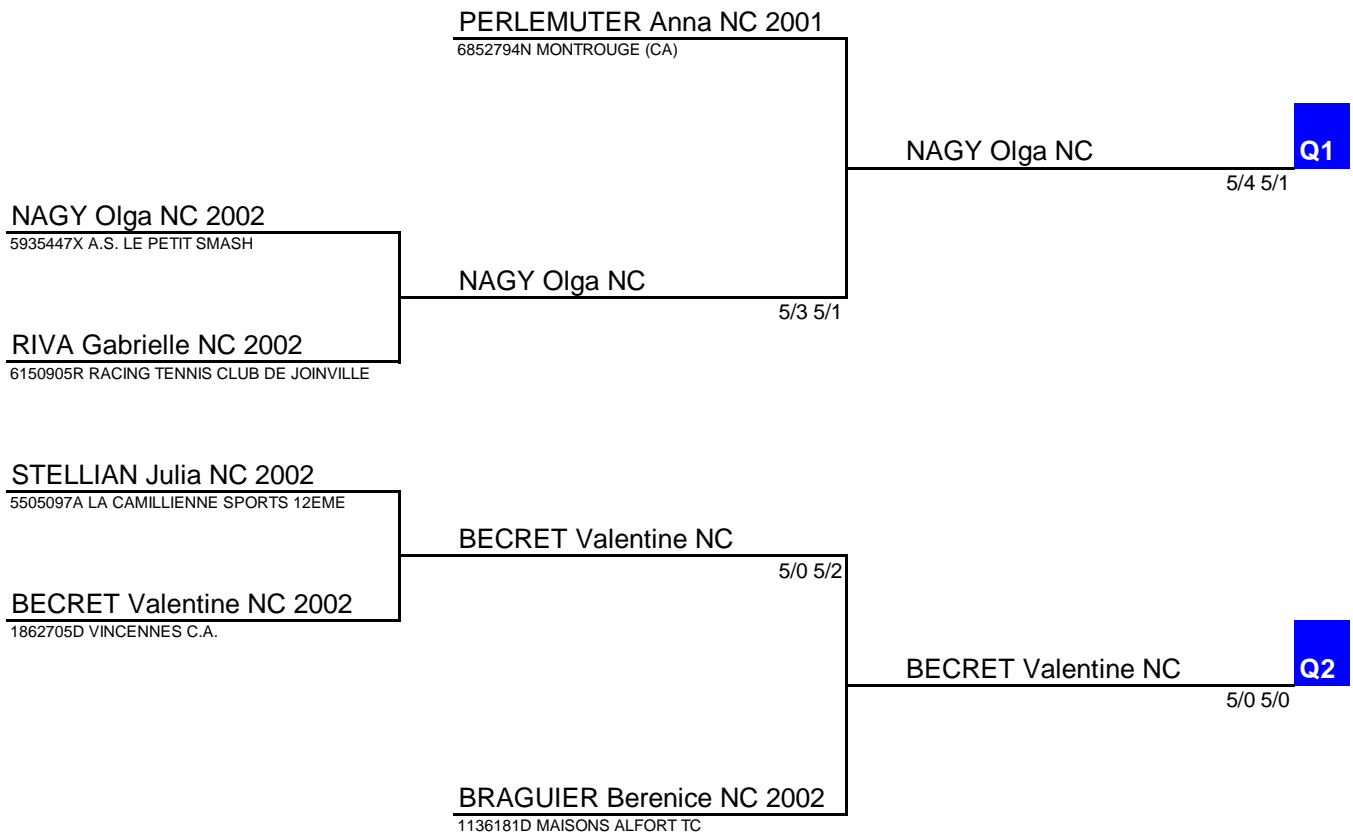 PERLEMUTER Anna NC 2001
6852794N MONTROUGE (CA)
NAGY Olga NC
Q1
5/4 5/1
NAGY Olga NC 2002
5935447X A.S. LE PETIT SMASH
NAGY Olga NC
5/3 5/1
RIVA Gabrielle NC 2002
6150905R RACING TENNIS CLUB DE JOINVILLE
STELLIAN Julia NC 2002
5505097A LA CAMILLIENNE SPORTS 12EME
BECRET Valentine NC
5/0 5/2
BECRET Valentine NC 2002
1862705D VINCENNES C.A.
BECRET Valentine NC
Q2
5/0 5/0
BRAGUIER Berenice NC 2002
1136181D MAISONS ALFORT TC